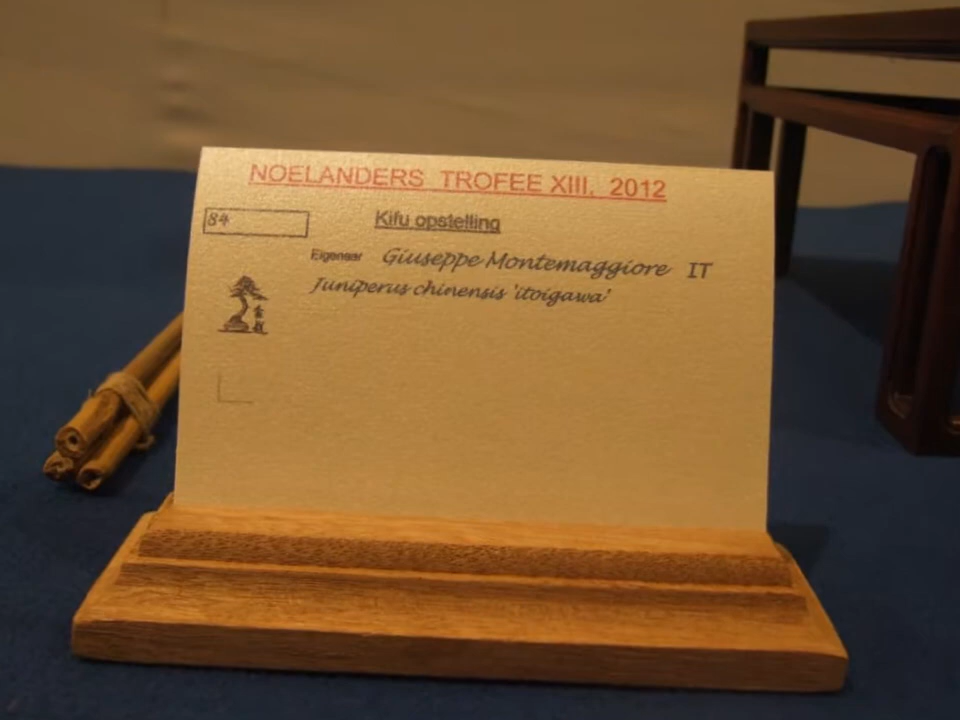 NOELANDERS TROFEE XIII. 2012
84
Kifu opstelling
Eigenaar Giuseppe Montemaggiore IT
Juniperus chinensis 'itoigawa'